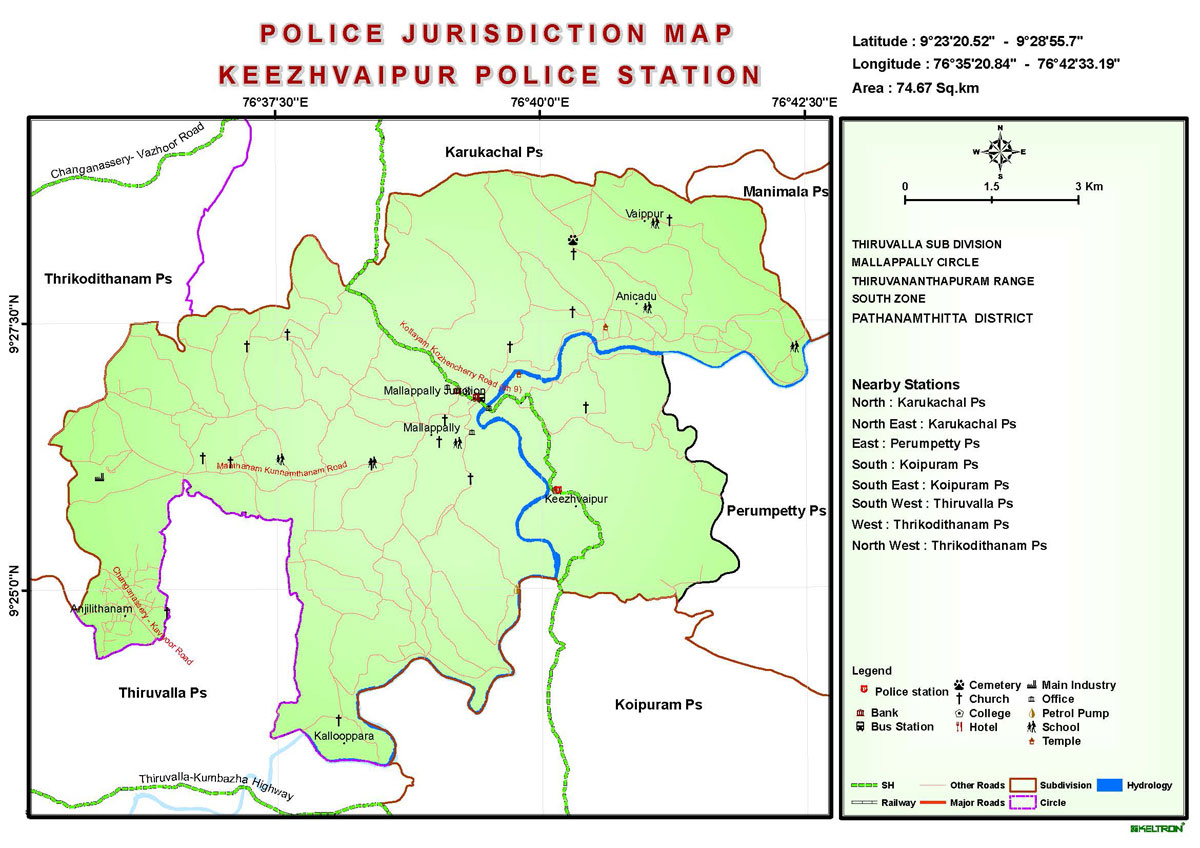 POLICE JURISDICTION MAP
KEEZHVAIPUR POLICE STATION
Latitude : 9°23'20.52" - 9°28'55.7"
Longitude : 76°35'20.84" - 76°42'33.19"
Area : 74.67 Sq.km
76°37'30"E
76°40'0"E
76°42'30"E
9°27'30"N
9°25'0"N
Changanassery- Vazhoor Road
Karukachal Ps
Manimala Ps
Vaippur
Thrikodithanam Ps
Anicadu
Kottayam Kozhencherry Road (sh 9)
Mallappally Junction
Mallappally
Kunnamthanam Road
Keezhvaipur
Perumpetty Ps
Changanassery - Kaviyoor Road
Anjilithanam
Thiruvalla Ps
Koipuram Ps
Kallooppara
Thiruvalla-Kumbazha Highway
N
W
E
S
0
1.5
3 Km
THIRUVALLA SUB DIVISION
MALLAPPALLY CIRCLE
THIRUVANANTHAPURAM RANGE
SOUTH ZONE
PATHANAMTHITTA DISTRICT
Nearby Stations
North : Karukachal Ps
North East : Karukachal Ps
East : Perumpetty Ps
South : Koipuram Ps
South East : Koipuram Ps
South West : Thiruvalla Ps
West : Thrikodithanam Ps
North West : Thrikodithanam Ps
Legend
Police station
Bank
Bus Station
Cemetery
Church
College
Hotel
Main Industry
Office
Petrol Pump
School
Temple
SH
Other Roads
Subdivision
Hydrology
Railway
Major Roads
Circle
KELTRON